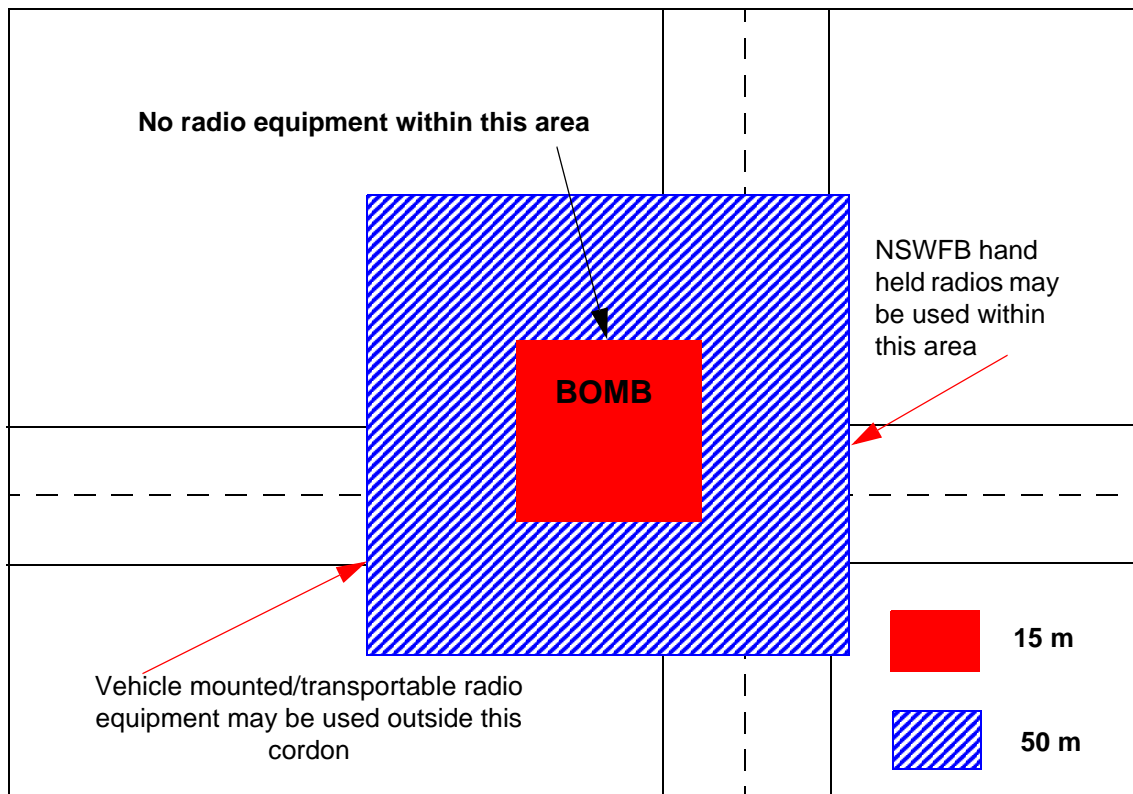 No radio equipment within this area
NSWFB hand
held radios may
be used within
this area
BOMB
15 m
Vehicle mounted/transportable radio
equipment may be used outside this
cordon
50 m